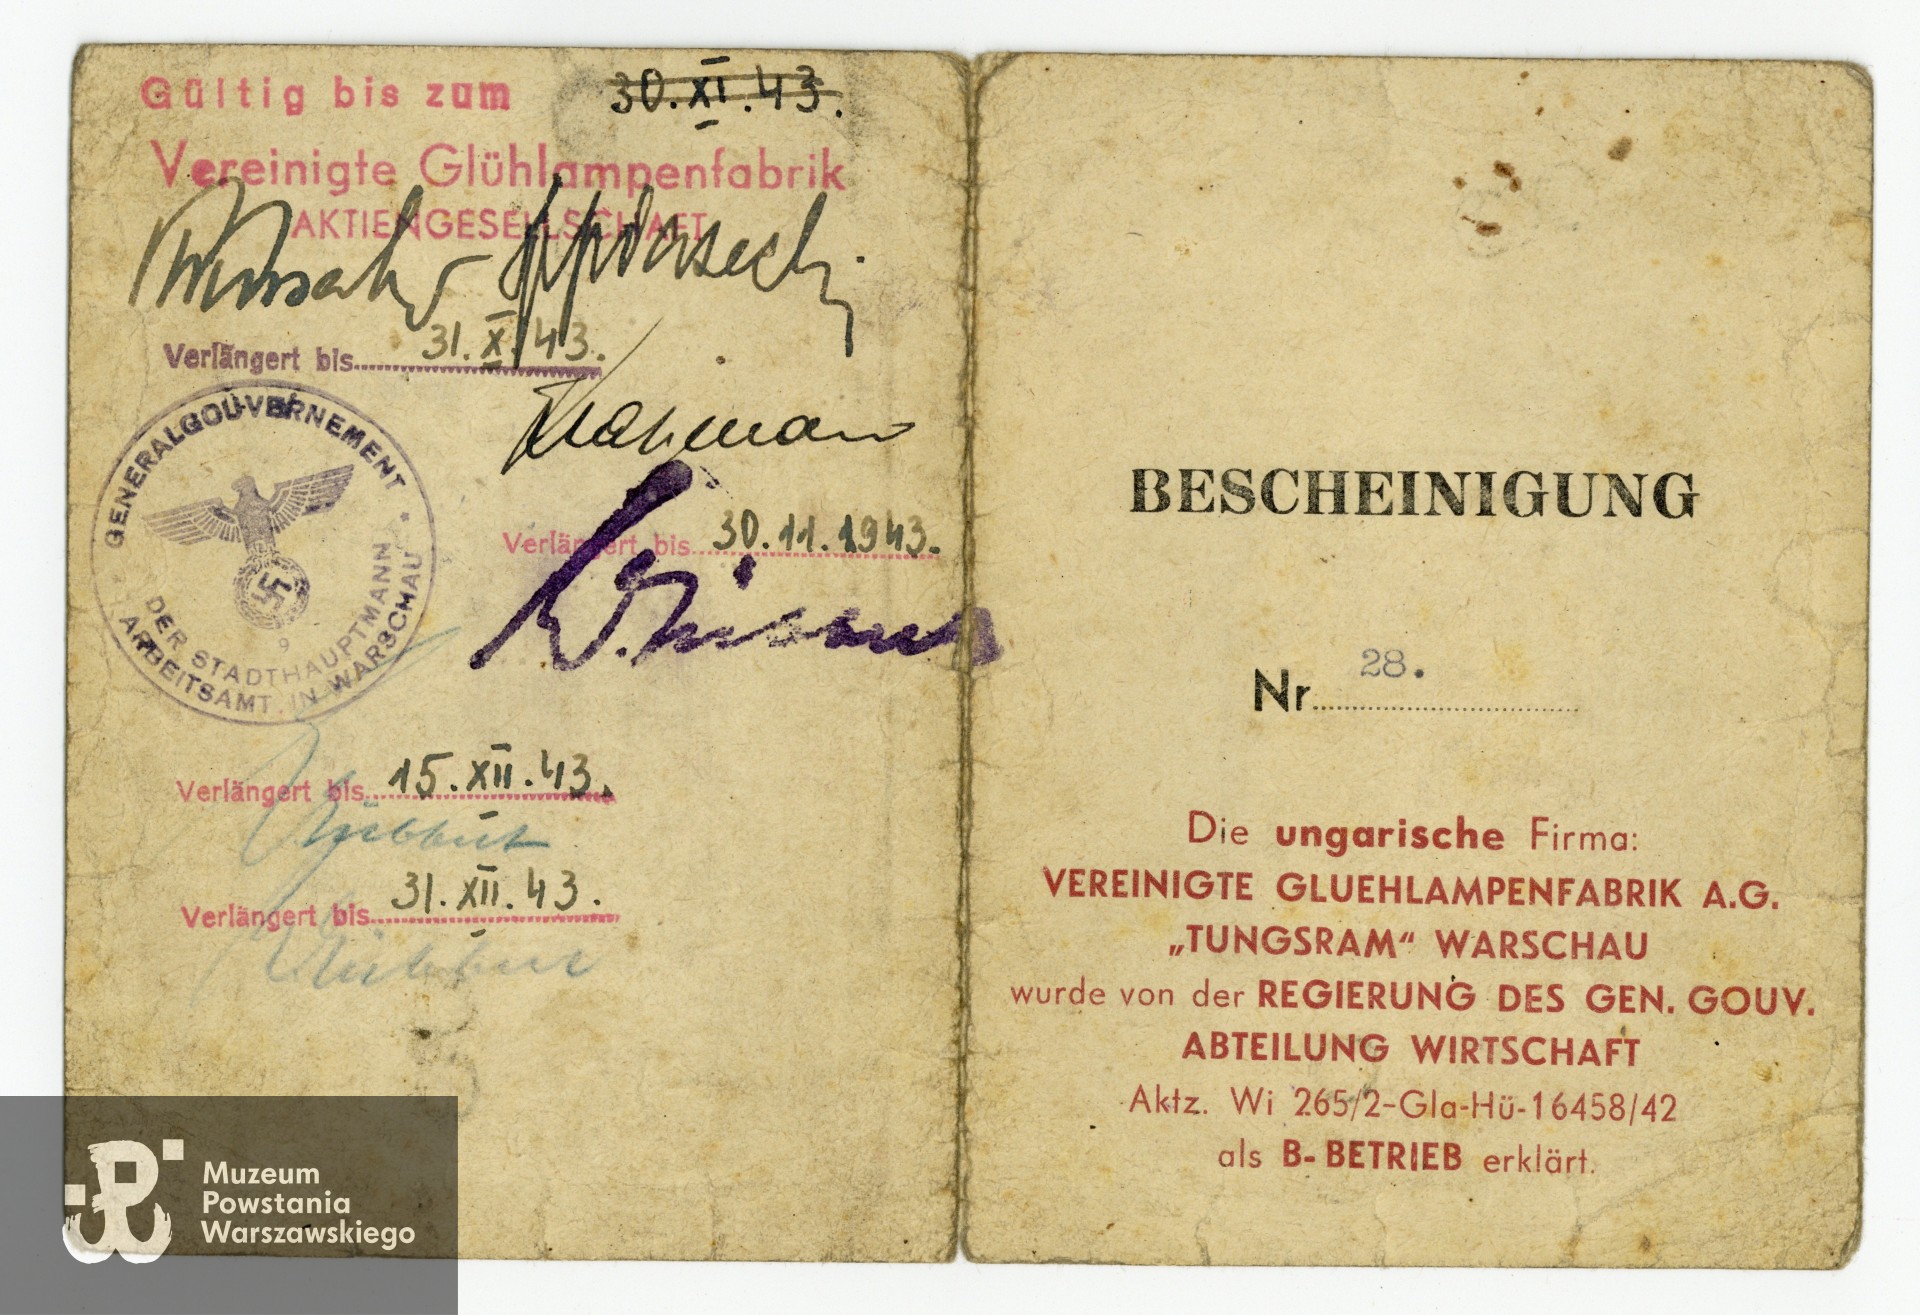 Gültig bis zum 30.XI.43.
Vereinigte Glühlampenfabrik
AKTIENGESELLSCHAFT
Verlängert bis 31.X.43.
GENERALGOUVERNEMENT
DER STADTHAUPTMANN
ARBEITSAMT IN WARSCHAU
9
Verlängert bis 30.11.1943.
Verlängert bis 15.XII.43.
Verlängert bis 31.XII.43.
BESCHEINIGUNG
Nr. 28.
Die ungarische Firma:
VEREINIGTE GLUEHLAMPENFABRIK A.G.
„TUNGSRAM“ WARSCHAU
wurde von der REGIERUNG DES GEN. GOUV.
ABTEILUNG WIRTSCHAFT
Aktz. Wi 265/2-Gla-Hü-16458/42
als B-BETRIEB erklärt.
Muzeum
Powstania
Warszawskiego